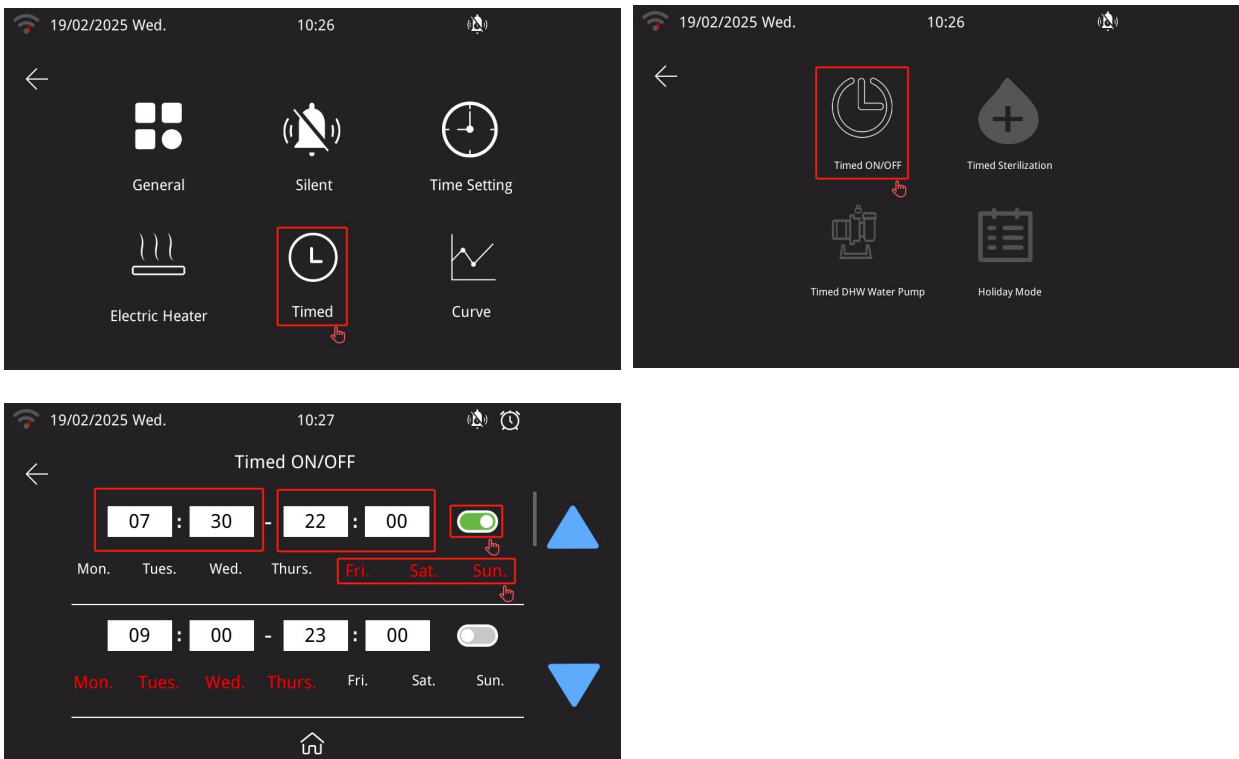 19/02/2025 Wed. 10:26
General Silent Time Setting
Electric Heater Timed Curve
19/02/2025 Wed. 10:26
Timed ON/OFF Timed Sterilization
Timed DHW Water Pump Holiday Mode
19/02/2025 Wed. 10:27
Timed ON/OFF
07 : 30 - 22 : 00
Mon. Tues. Wed. Thurs. Fri. Sat. Sun.
09 : 00 - 23 : 00
Mon. Tues. Wed. Thurs. Fri. Sat. Sun.